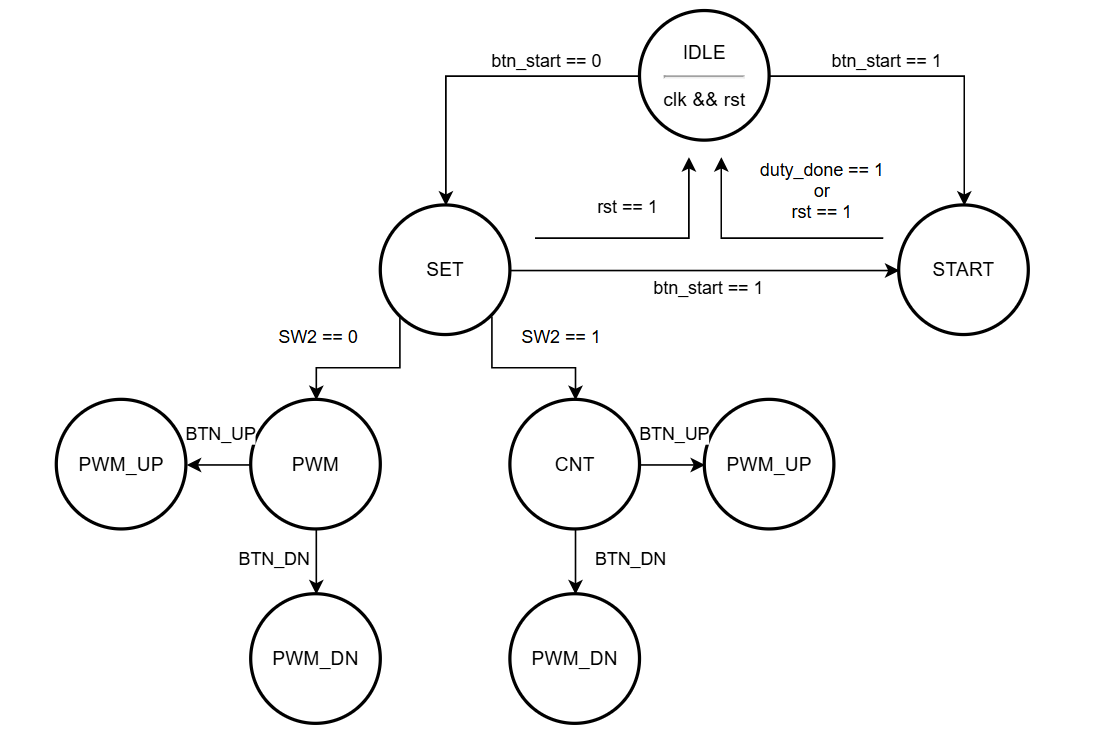 IDLE
clk && rst
btn_start == 0
btn_start == 1
duty_done == 1
or
rst == 1
rst == 1
SET
START
btn_start == 1
SW2 == 0
SW2 == 1
BTN_UP
BTN_UP
PWM_UP
PWM
CNT
PWM_UP
BTN_DN
BTN_DN
PWM_DN
PWM_DN